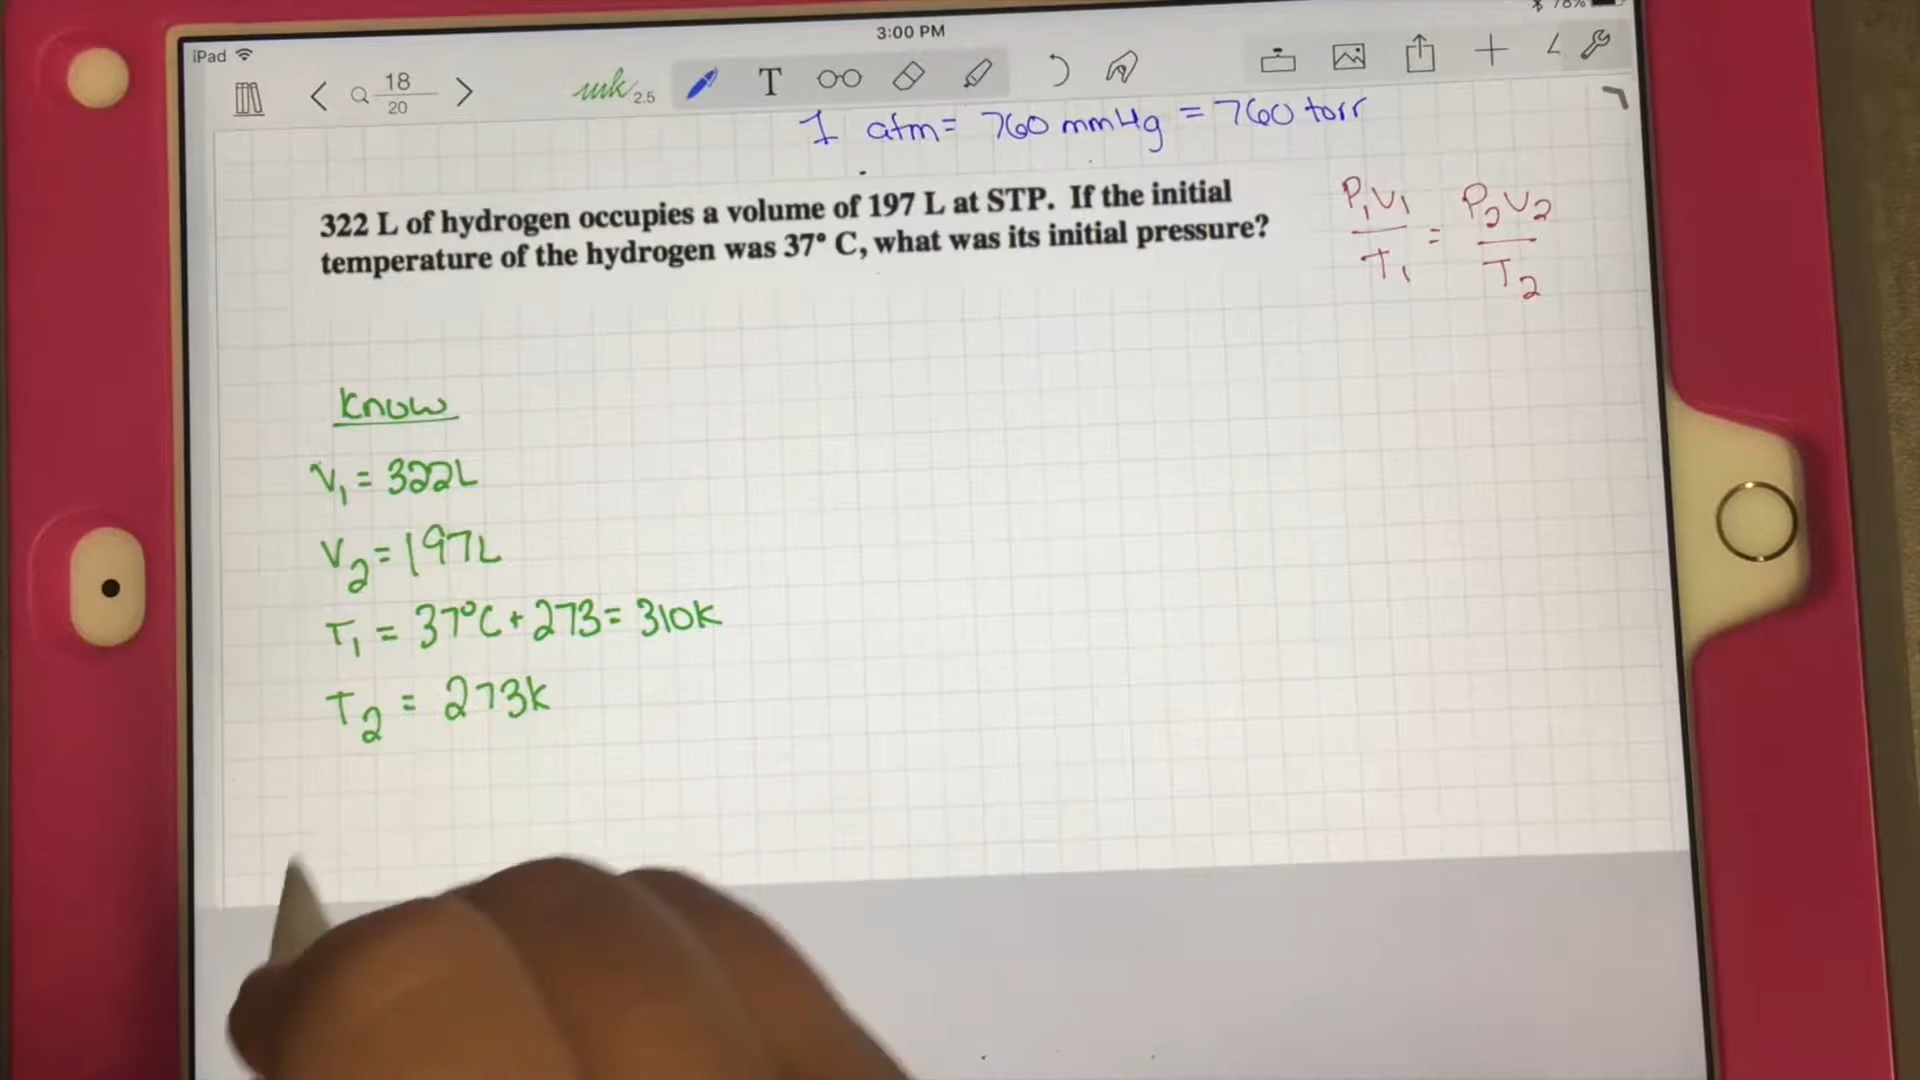 3:00 PM
iPad
18
20
2.5
T
1 atm = 760 mmHg = 760 torr
322 L of hydrogen occupies a volume of 197 L at STP. If the initial
temperature of the hydrogen was 37° C, what was its initial pressure?
P₁V₁ = P₂V₂
T₁ T₂
Know
V₁ = 322L
V₂ = 197L
T₁ = 37°C + 273 = 310K
T₂ = 273K